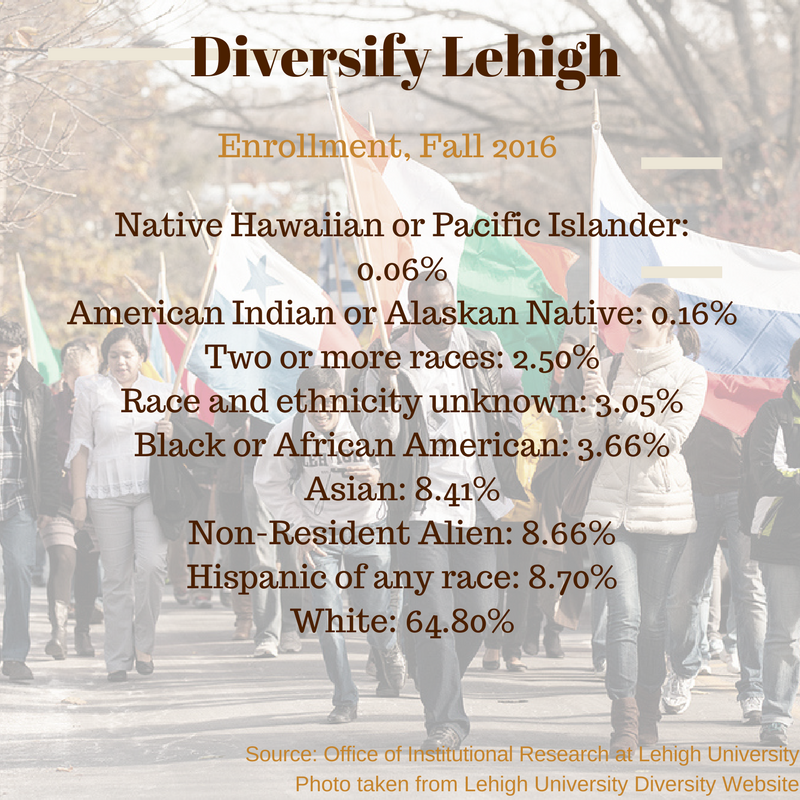 Diversify Lehigh
Enrollment, Fall 2016
Native Hawaiian or Pacific Islander:
0.06%
American Indian or Alaskan Native: 0.16%
Two or more races: 2.50%
Race and ethnicity unknown: 3.05%
Black or African American: 3.66%
Asian: 8.41%
Non-Resident Alien: 8.66%
Hispanic of any race: 8.70%
White: 64.80%
Source: Office of Institutional Research at Lehigh University
Photo taken from Lehigh University Diversity Website